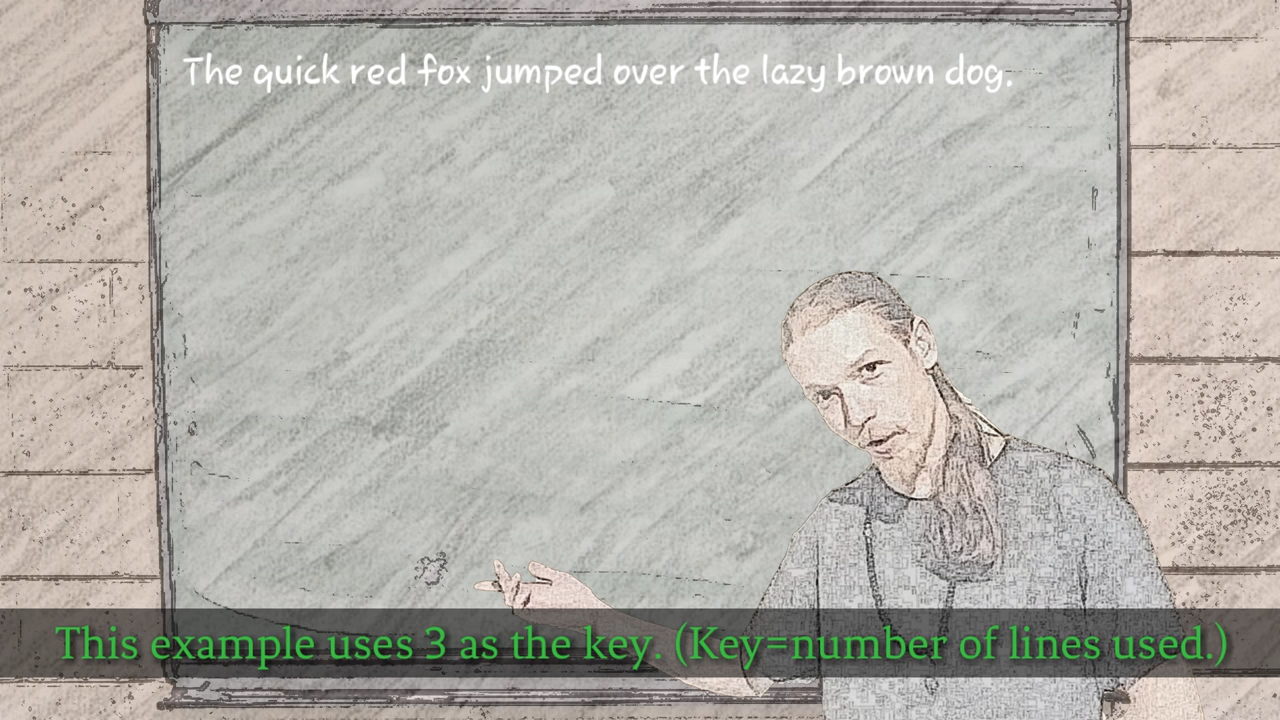 The quick red fox jumped over the lazy brown dog.
This example uses 3 as the key. (Key=number of lines used.)